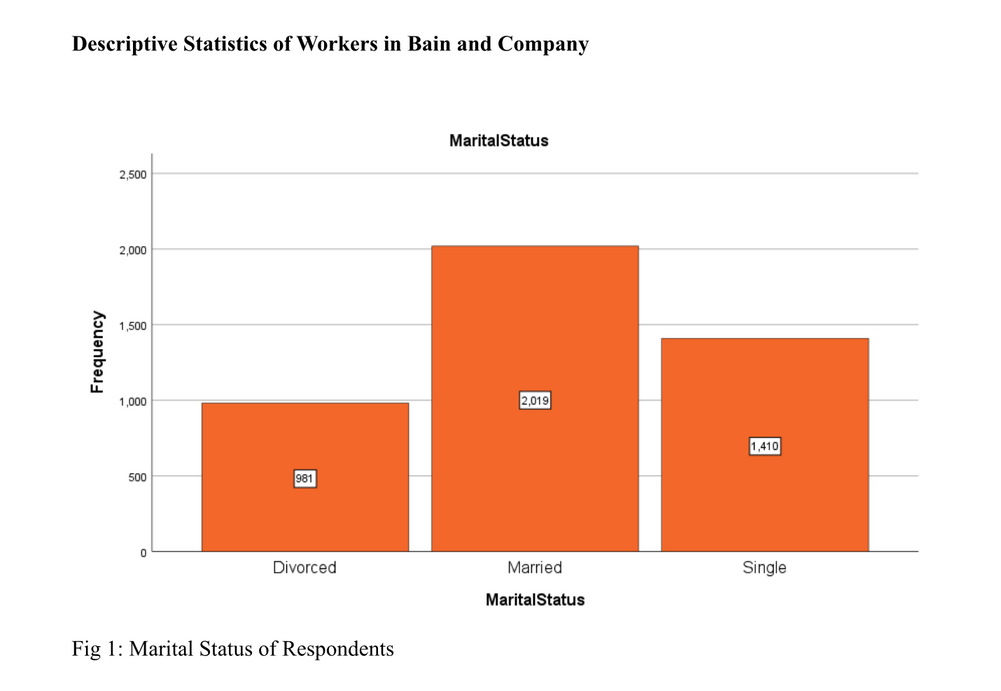 Descriptive Statistics of Workers in Bain and Company
MaritalStatus
2,500
2,000
1,500
1,000
500
0
Frequency
981
2,019
1,410
Divorced Married Single
MaritalStatus
Fig 1: Marital Status of Respondents